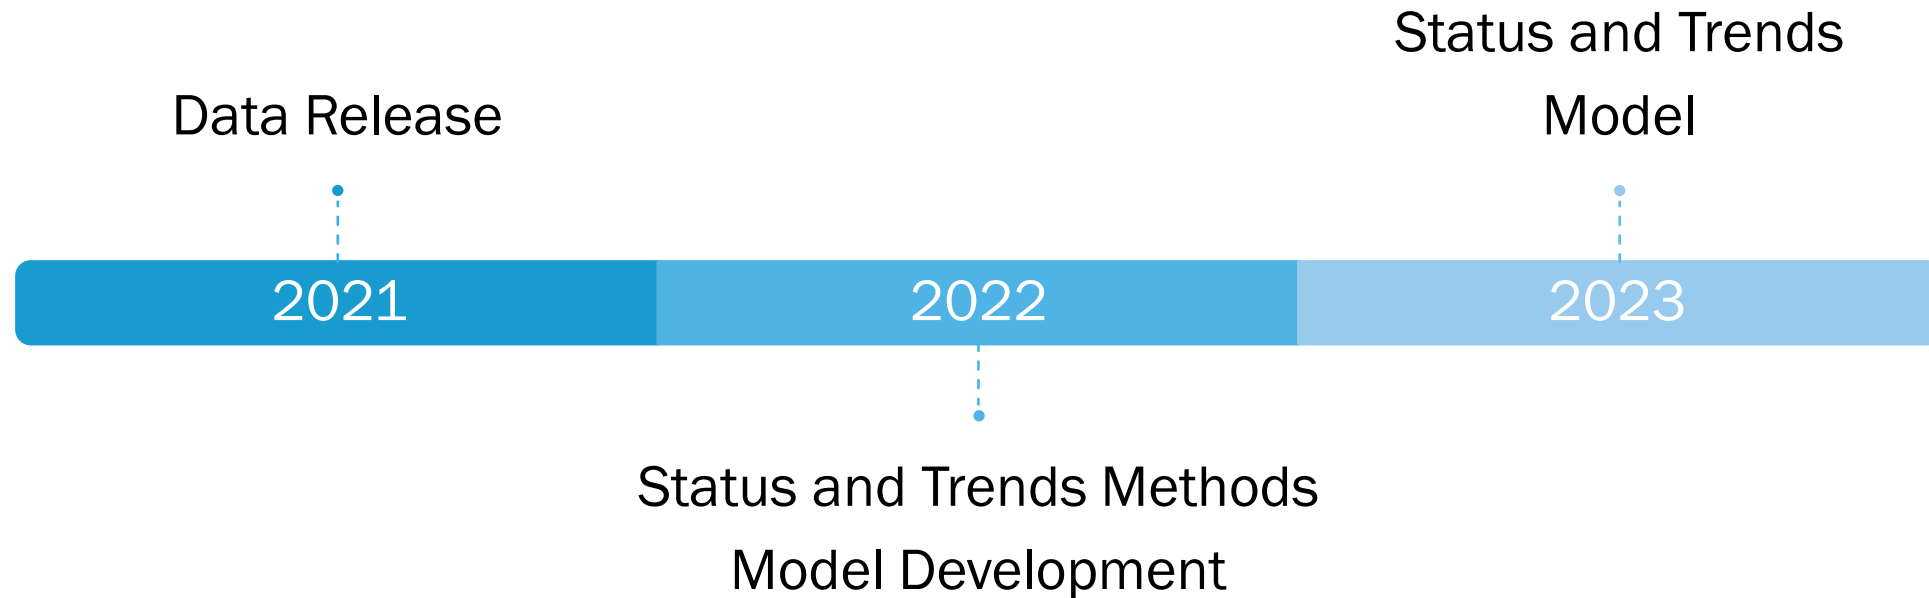 Status and Trends
Model
Data Release
2021
2022
2023
Status and Trends Methods
Model Development